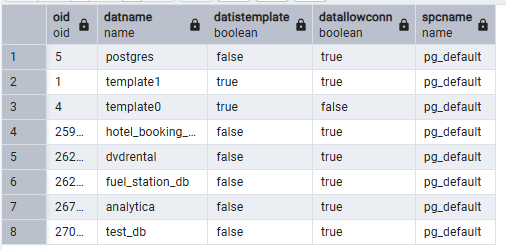 oid datname datistemplate datallowconn spcname
oid name boolean boolean name
1 5 postgres false true pg_default
2 1 template1 true true pg_default
3 4 template0 true false pg_default
4 259... hotel_booking_... false true pg_default
5 262... dvdrental false true pg_default
6 262... fuel_station_db false true pg_default
7 267... analytica false true pg_default
8 270... test_db false true pg_default